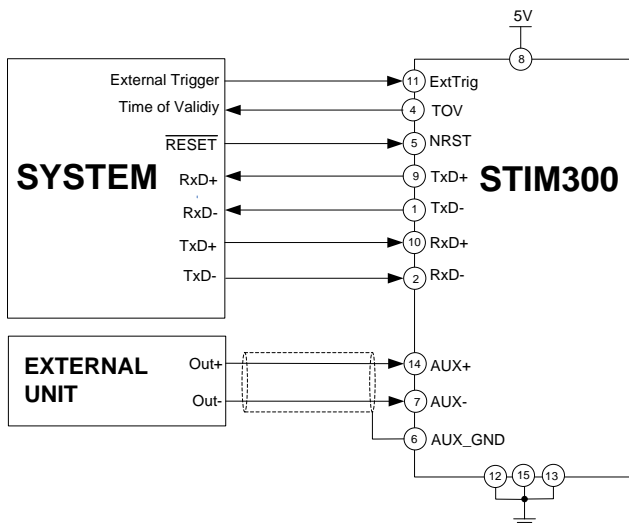 5V
8
External Trigger
11
ExtTrig
Time of Validiy
4
TOV
RESET
5
NRST
SYSTEM
RxD+
9
TxD+
STIM300
RxD-
1
TxD-
TxD+
10
RxD+
TxD-
2
RxD-
EXTERNAL
UNIT
Out+
14
AUX+
Out-
7
AUX-
6
AUX_GND
12
15
13